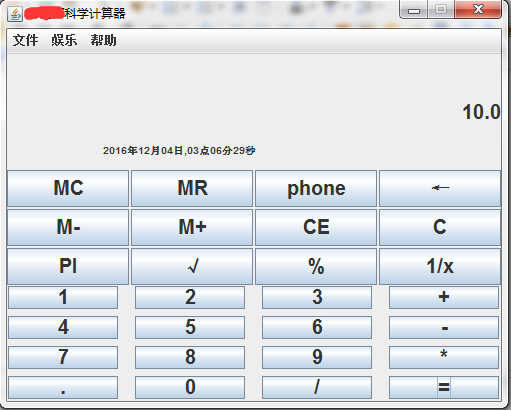 科学计算器
文件 娱乐 帮助
10.0
2016年12月04日,03点06分29秒
MC MR phone ←
M- M+ CE C
PI √ % 1/x
1 2 3 +
4 5 6 -
7 8 9 *
. 0 / =